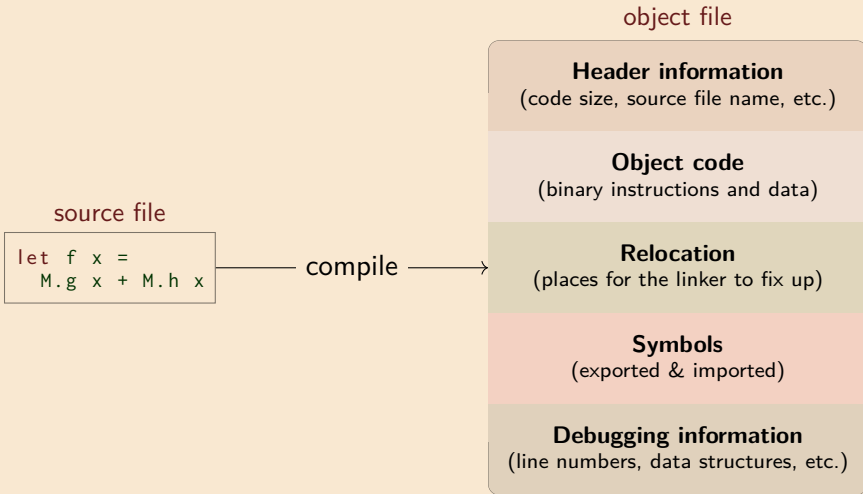 source file
let f x =
M.g x + M.h x
compile
object file
Header information
(code size, source file name, etc.)
Object code
(binary instructions and data)
Relocation
(places for the linker to fix up)
Symbols
(exported & imported)
Debugging information
(line numbers, data structures, etc.)